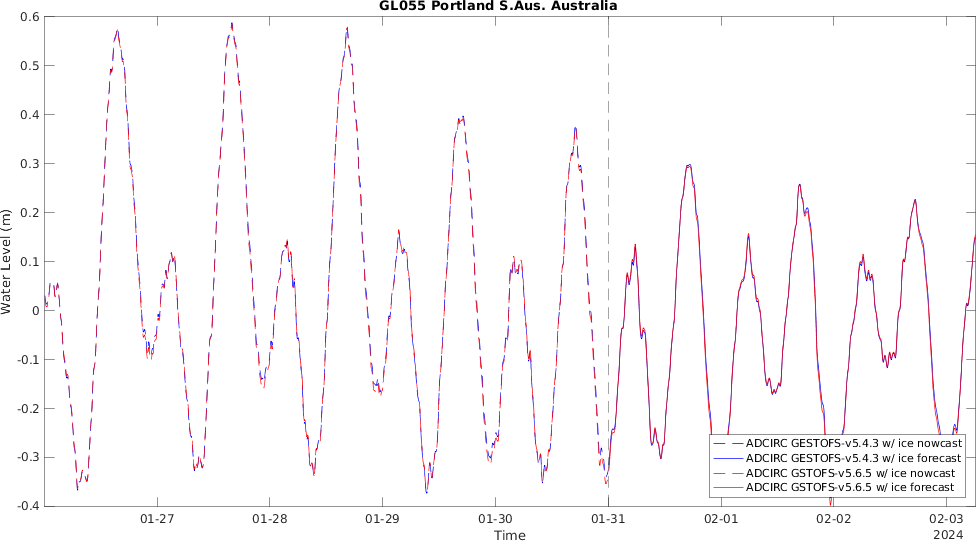 GL055 Portland S.Aus. Australia
0.6
0.5
0.4
0.3
0.2
0.1
0
-0.1
-0.2
-0.3
-0.4
Water Level (m)
ADCIRC GESTOFS-v5.4.3 w/ ice nowcast
ADCIRC GESTOFS-v5.4.3 w/ ice forecast
ADCIRC GSTOFS-v5.6.5 w/ ice nowcast
ADCIRC GSTOFS-v5.6.5 w/ ice forecast
01-27 01-28 01-29 01-30 01-31 02-01 02-02 02-03
Time
2024